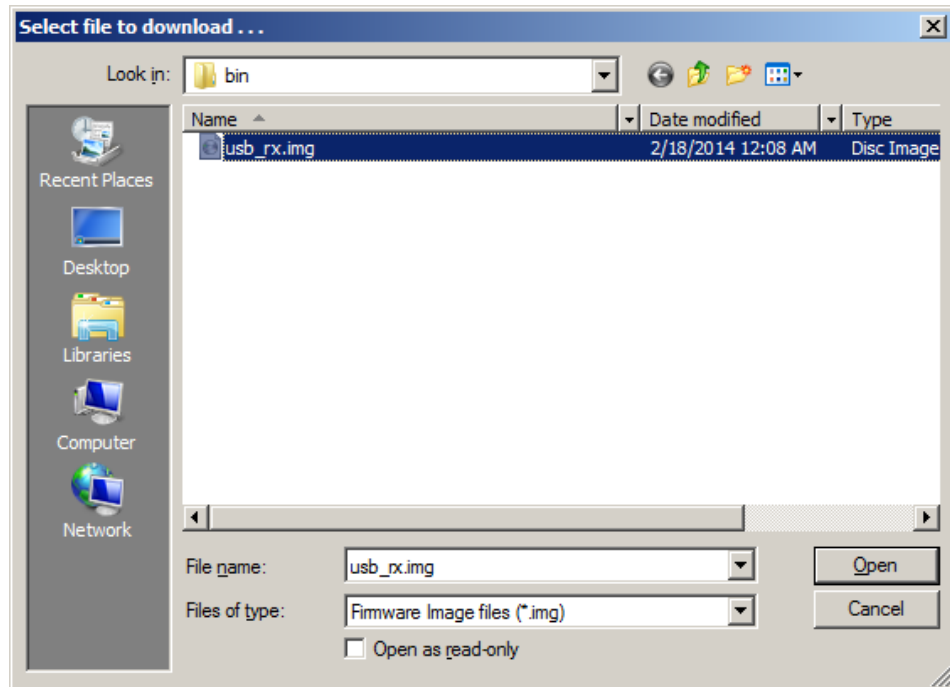 Select file to download . . .
Look in: bin
Name Date modified Type
usb_rx.img 2/18/2014 12:08 AM Disc Image
Recent Places
Desktop
Libraries
Computer
Network
File name: usb_rx.img Open
Files of type: Firmware Image files (*.img) Cancel
Open as read-only